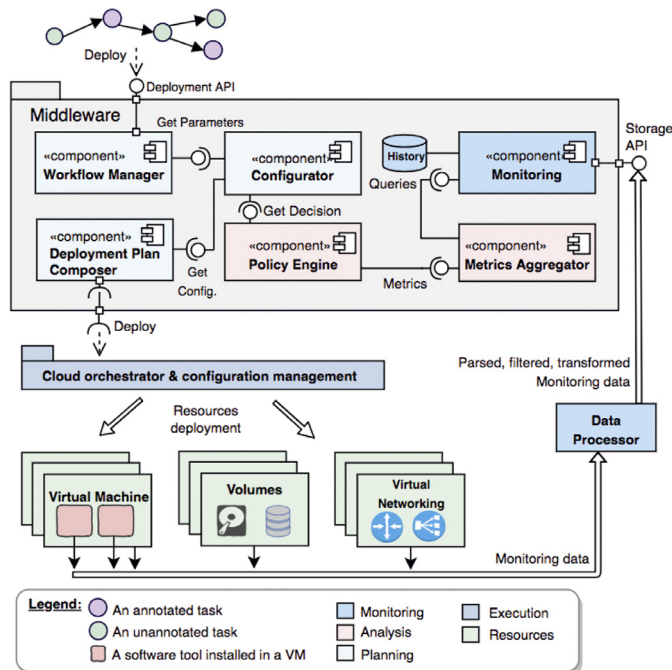 Deploy
Deployment API
Middleware
Get Parameters
Storage
API
«component»
Workflow Manager
«component»
Configurator
History
«component»
Monitoring
Queries
Get Decision
«component»
Deployment Plan
Composer
Get
Config.
«component»
Policy Engine
Metrics
«component»
Metrics Aggregator
Deploy
Cloud orchestrator & configuration management
Parsed, filtered, transformed
Monitoring data
Resources
deployment
Data
Processor
Virtual Machine
Volumes
Virtual
Networking
Monitoring data
Legend:
An annotated task
An unannotated task
A software tool installed in a VM
Monitoring
Analysis
Planning
Execution
Resources